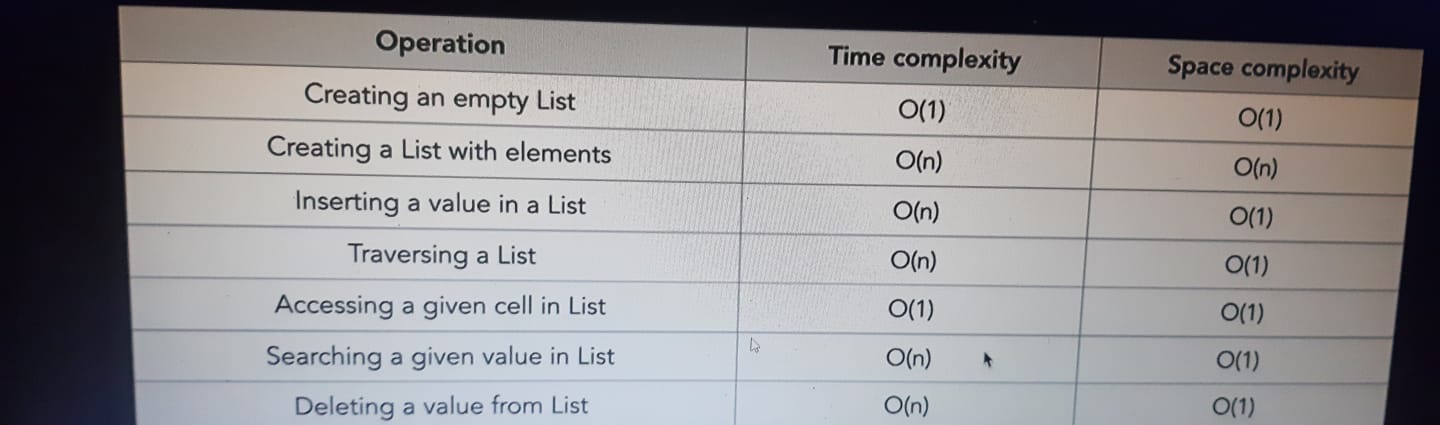 Operation Time complexity Space complexity
Creating an empty List O(1) O(1)
Creating a List with elements O(n) O(n)
Inserting a value in a List O(n) O(1)
Traversing a List O(n) O(1)
Accessing a given cell in List O(1) O(1)
Searching a given value in List O(n) O(1)
Deleting a value from List O(n) O(1)